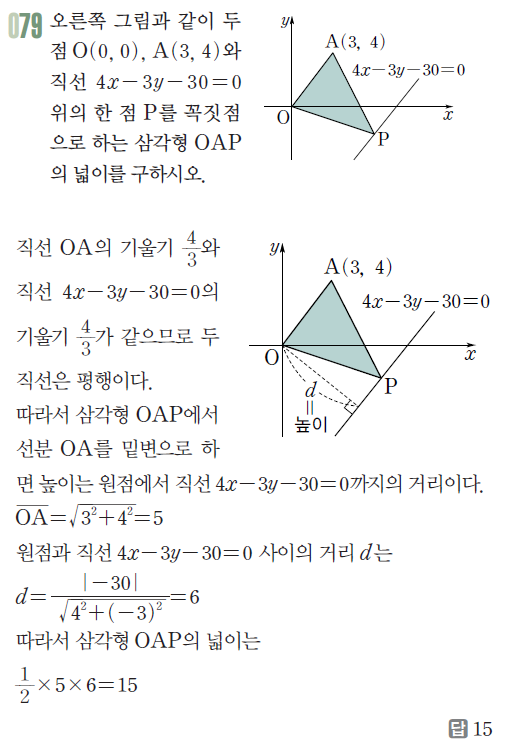 079 오른쪽 그림과 같이 두
점 O(0, 0), A(3, 4)와
직선 4x-3y-30=0
위의 한 점 P를 꼭짓점
으로 하는 삼각형 OAP
의 넓이를 구하시오.
y
A(3, 4)
4x-3y-30=0
O
x
P
직선 OA의 기울기 4/3와
직선 4x-3y-30=0의
기울기 4/3가 같으므로 두
직선은 평행이다.
따라서 삼각형 OAP에서
선분 OA를 밑변으로 하
y
A(3, 4)
4x-3y-30=0
O
x
P
d
=
높이
면 높이는 원점에서 직선 4x-3y-30=0까지의 거리이다.
OA=√3²+4²=5
원점과 직선 4x-3y-30=0 사이의 거리 d는
d=|-30|/√4²+(-3)²=6
따라서 삼각형 OAP의 넓이는
1/2×5×6=15
답 15